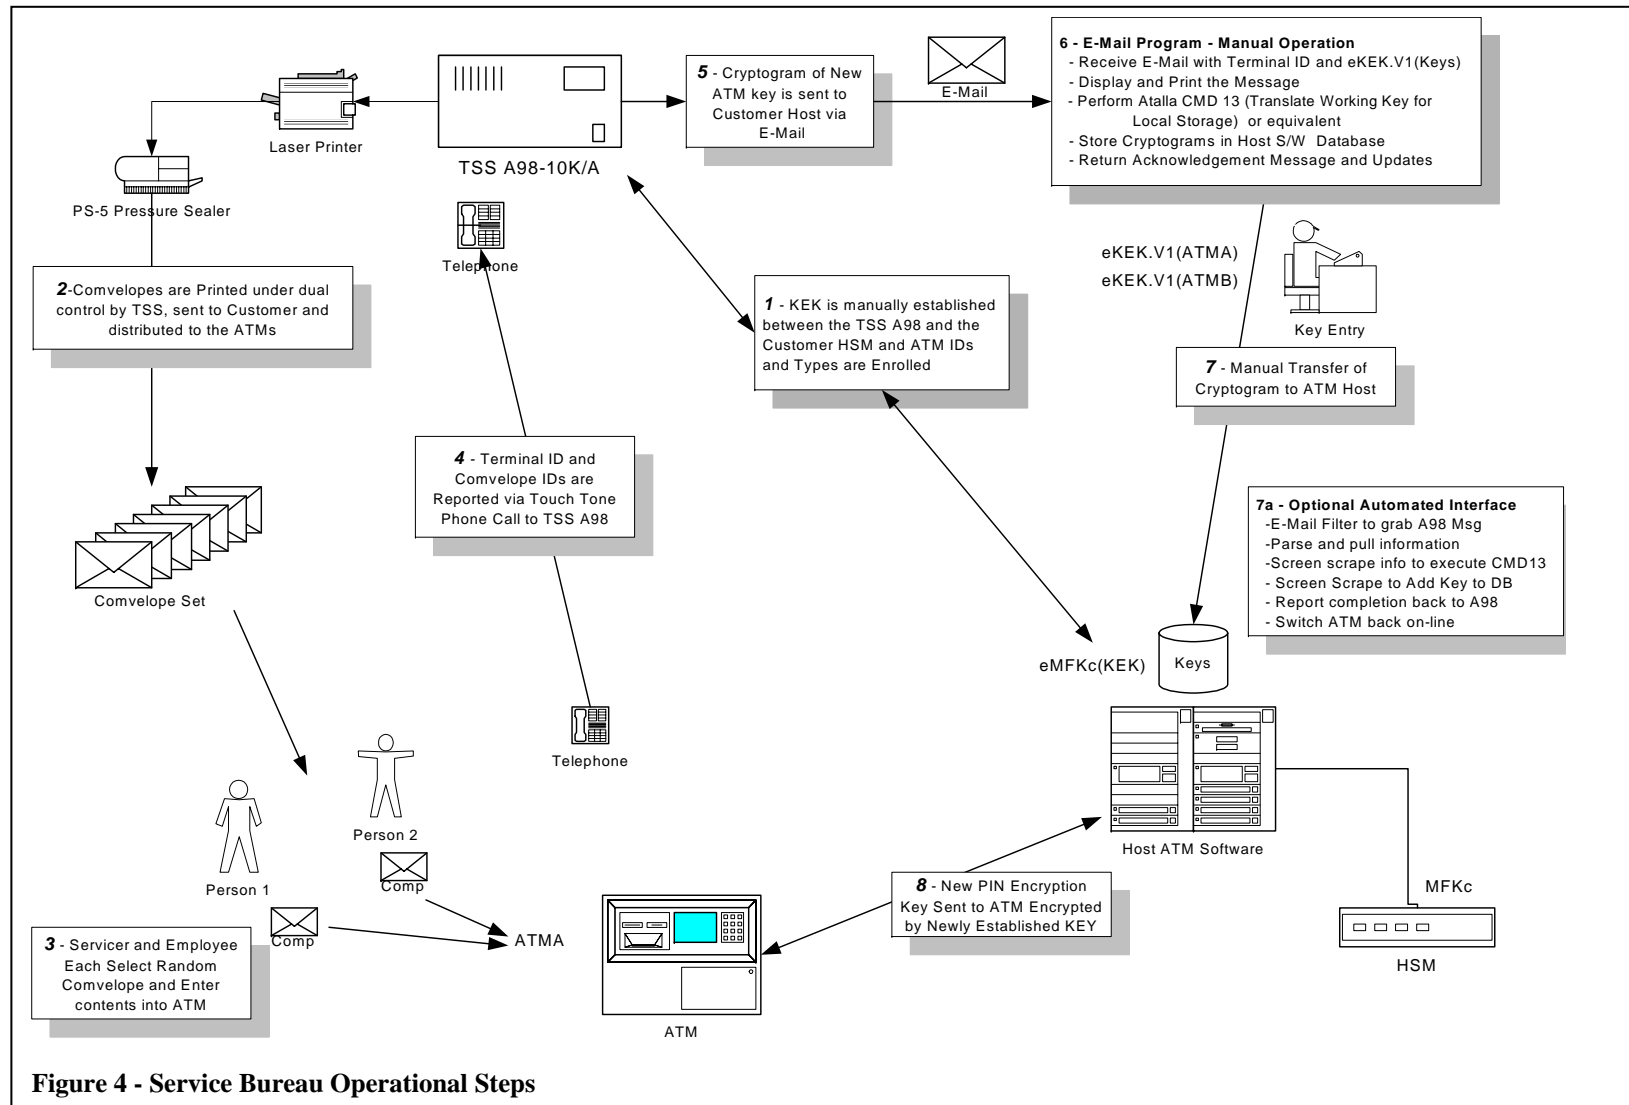 Laser Printer
PS-5 Pressure Sealer
TSS A98-10K/A
5 - Cryptogram of New
ATM key is sent to
Customer Host via
E-Mail
E-Mail
6 - E-Mail Program - Manual Operation
- Receive E-Mail with Terminal ID and eKEK.V1(Keys)
- Display and Print the Message
- Perform Atalla CMD 13 (Translate Working Key for
Local Storage) or equivalent
- Store Cryptograms in Host S/W Database
- Return Acknowledgement Message and Updates
Telephone
eKEK.V1(ATMA)
eKEK.V1(ATMB)
Key Entry
2-Comvelopes are Printed under dual
control by TSS, sent to Customer and
distributed to the ATMs
1 - KEK is manually established
between the TSS A98 and the
Customer HSM and ATM IDs
and Types are Enrolled
7 - Manual Transfer of
Cryptogram to ATM Host
4 - Terminal ID and
Comvelope IDs are
Reported via Touch Tone
Phone Call to TSS A98
7a - Optional Automated Interface
-E-Mail Filter to grab A98 Msg
-Parse and pull information
-Screen scrape info to execute CMD13
- Screen Scrape to Add Key to DB
- Report completion back to A98
- Switch ATM back on-line
Comvelope Set
eMFKc(KEK)
Keys
Telephone
Person 2
Person 1
Comp
Comp
Host ATM Software
MFKc
HSM
8 - New PIN Encryption
Key Sent to ATM Encrypted
by Newly Established KEY
3 - Servicer and Employee
Each Select Random
Comvelope and Enter
contents into ATM
ATMA
ATM
Figure 4 - Service Bureau Operational Steps